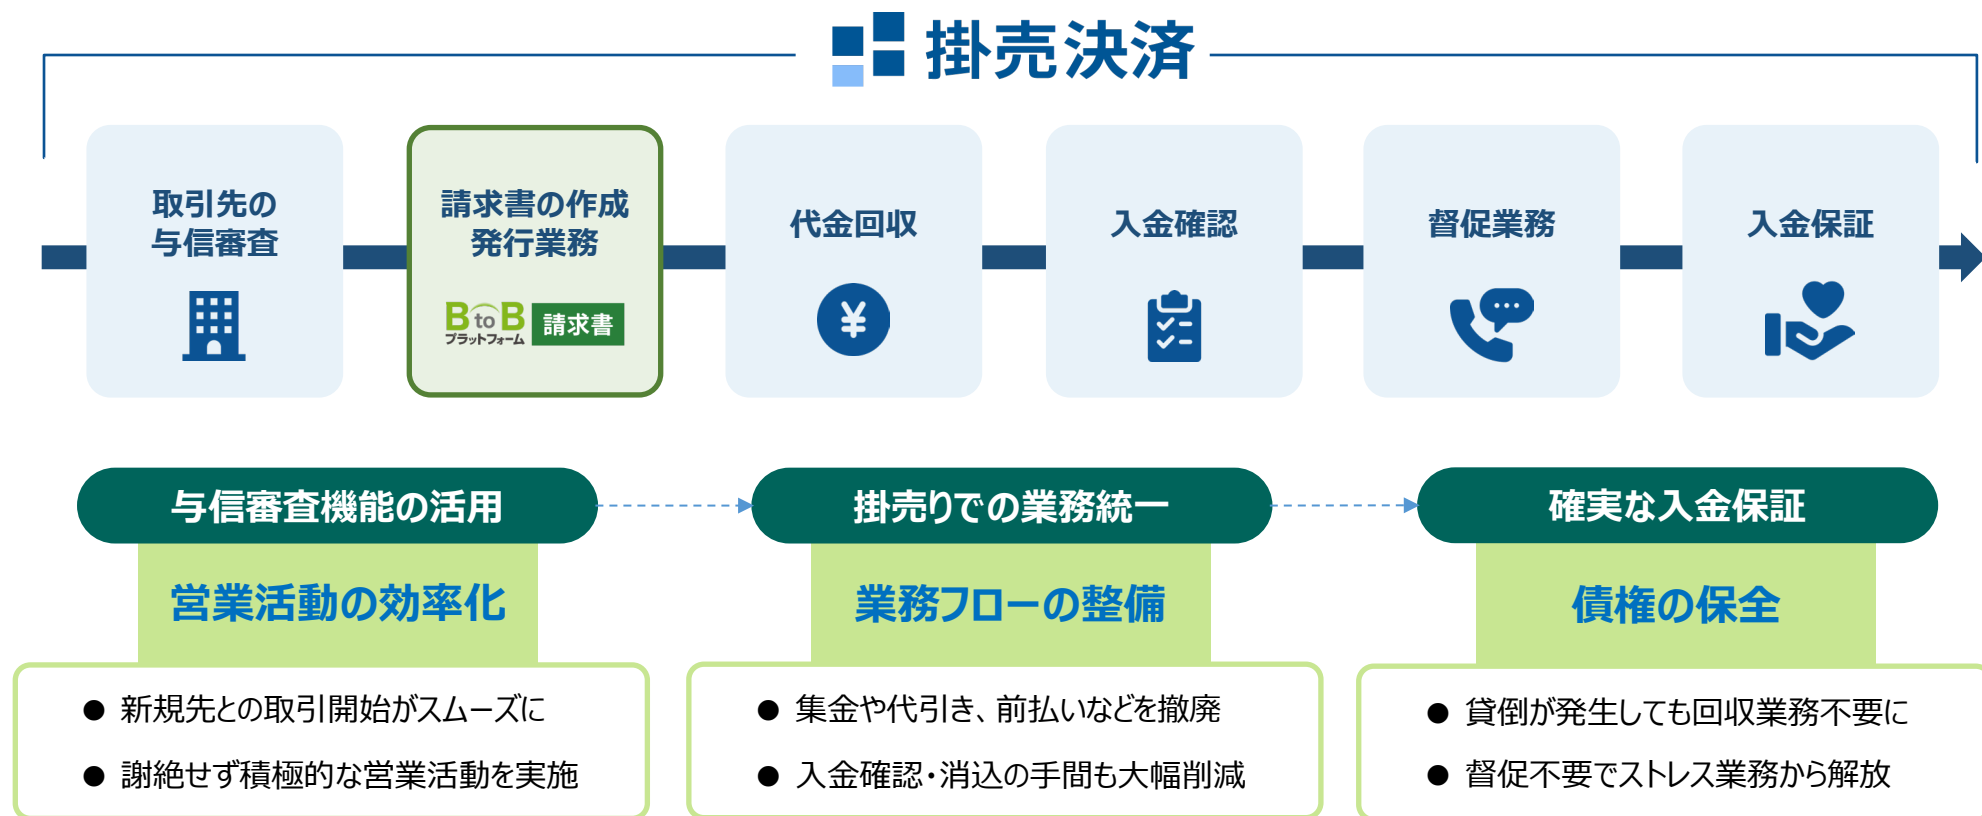 掛売決済
取引先の
与信審査
請求書の作成
発行業務
BtoB
プラットフォーム
請求書
代金回収
¥
入金確認
督促業務
入金保証
与信審査機能の活用
掛売りでの業務統一
確実な入金保証
営業活動の効率化
業務フローの整備
債権の保全
● 新規先との取引開始がスムーズに
● 謝絶せず積極的な営業活動を実施
● 集金や代引き、前払いなどを撤廃
● 入金確認・消込の手間も大幅削減
● 貸倒が発生しても回収業務不要に
● 督促不要でストレス業務から解放